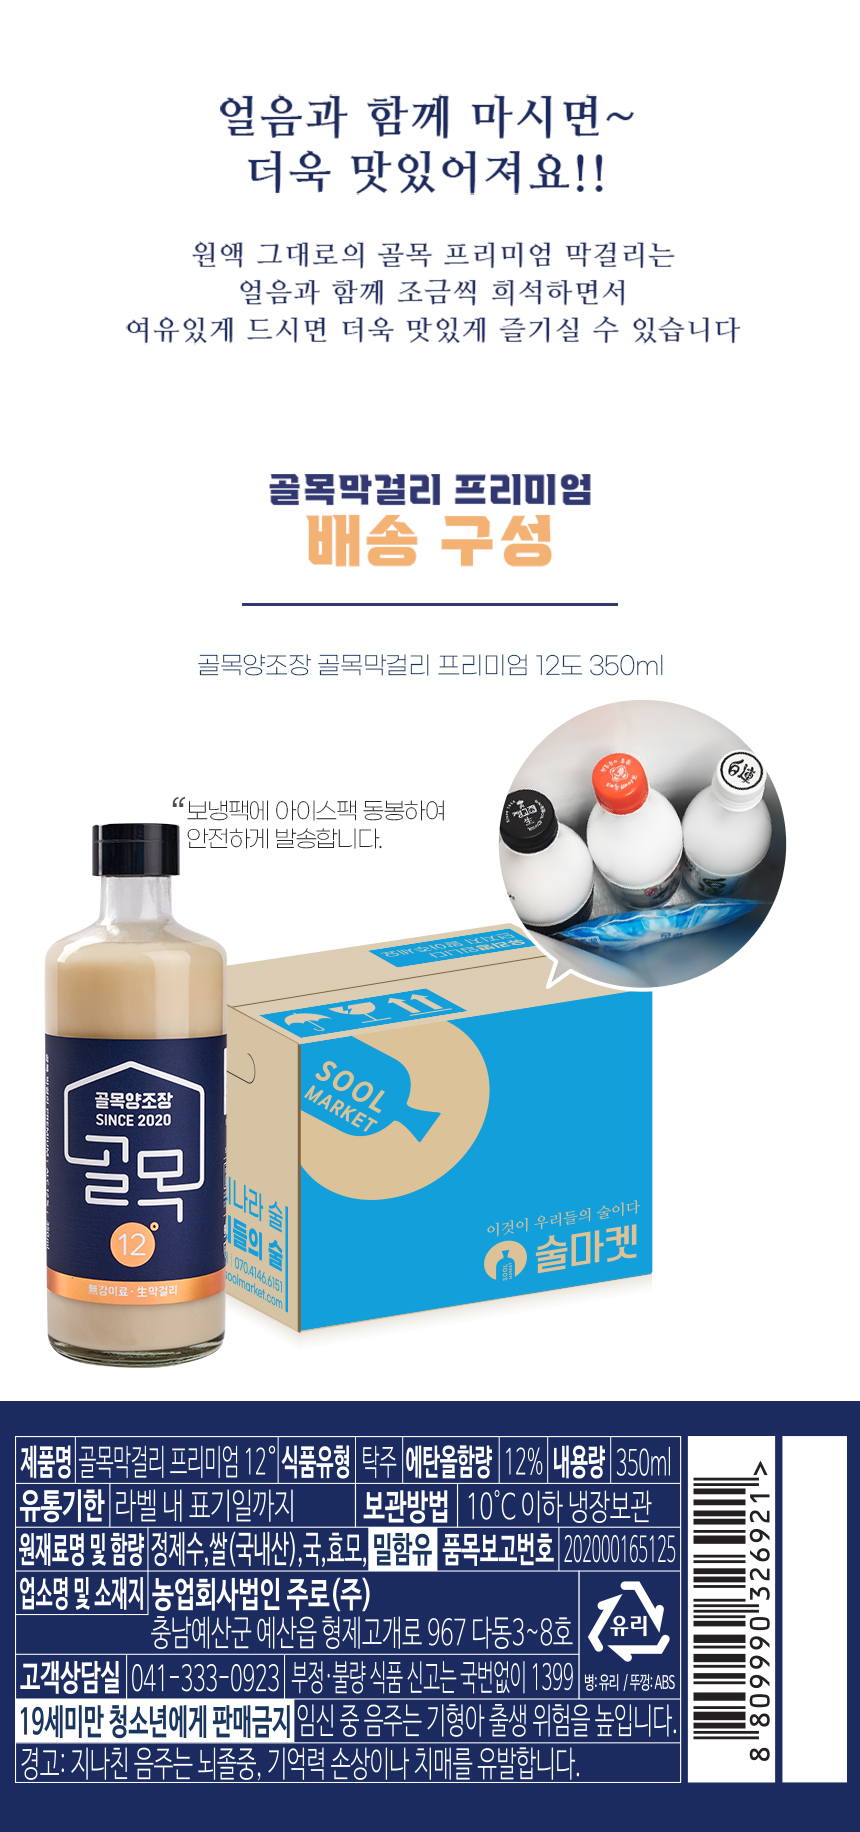 얼음과 함께 마시면~
더욱 맛있어져요!!
원액 그대로의 골목 프리미엄 막걸리는
얼음과 함께 조금씩 희석하면서
여유있게 드시면 더욱 맛있게 즐기실 수 있습니다
골목막걸리 프리미엄
배송 구성
골목양조장 골목막걸리 프리미엄 12도 350ml
“보냉팩에 아이스팩 동봉하여
안전하게 발송합니다.
골목양조장
SINCE 2020
골목
12°
無감미료 · 生막걸리
SOOL
MARKET
이것이 우리들의 술이다
술마켓
나라 술
들의 술
070.4146.6151
soolmarket.com
제품명 골목막걸리 프리미엄 12° 식품유형 탁주 에탄올함량 12% 내용량 350ml
유통기한 라벨 내 표기일까지 보관방법 10°C 이하 냉장보관
원재료명 및 함량 정제수,쌀(국내산),국,효모, 밀함유 품목보고번호 202000165125
업소명 및 소재지 농업회사법인 주로(주)
충남예산군 예산읍 형제고개로 967 다동3~8호
유리
병:유리 / 뚜껑:ABS
고객상담실 041-333-0923 부정·불량 식품 신고는 국번없이 1399
19세미만 청소년에게 판매금지 임신 중 음주는 기형아 출생 위험을 높입니다.
경고: 지나친 음주는 뇌졸중, 기억력 손상이나 치매를 유발합니다.
8 809990 326921 >